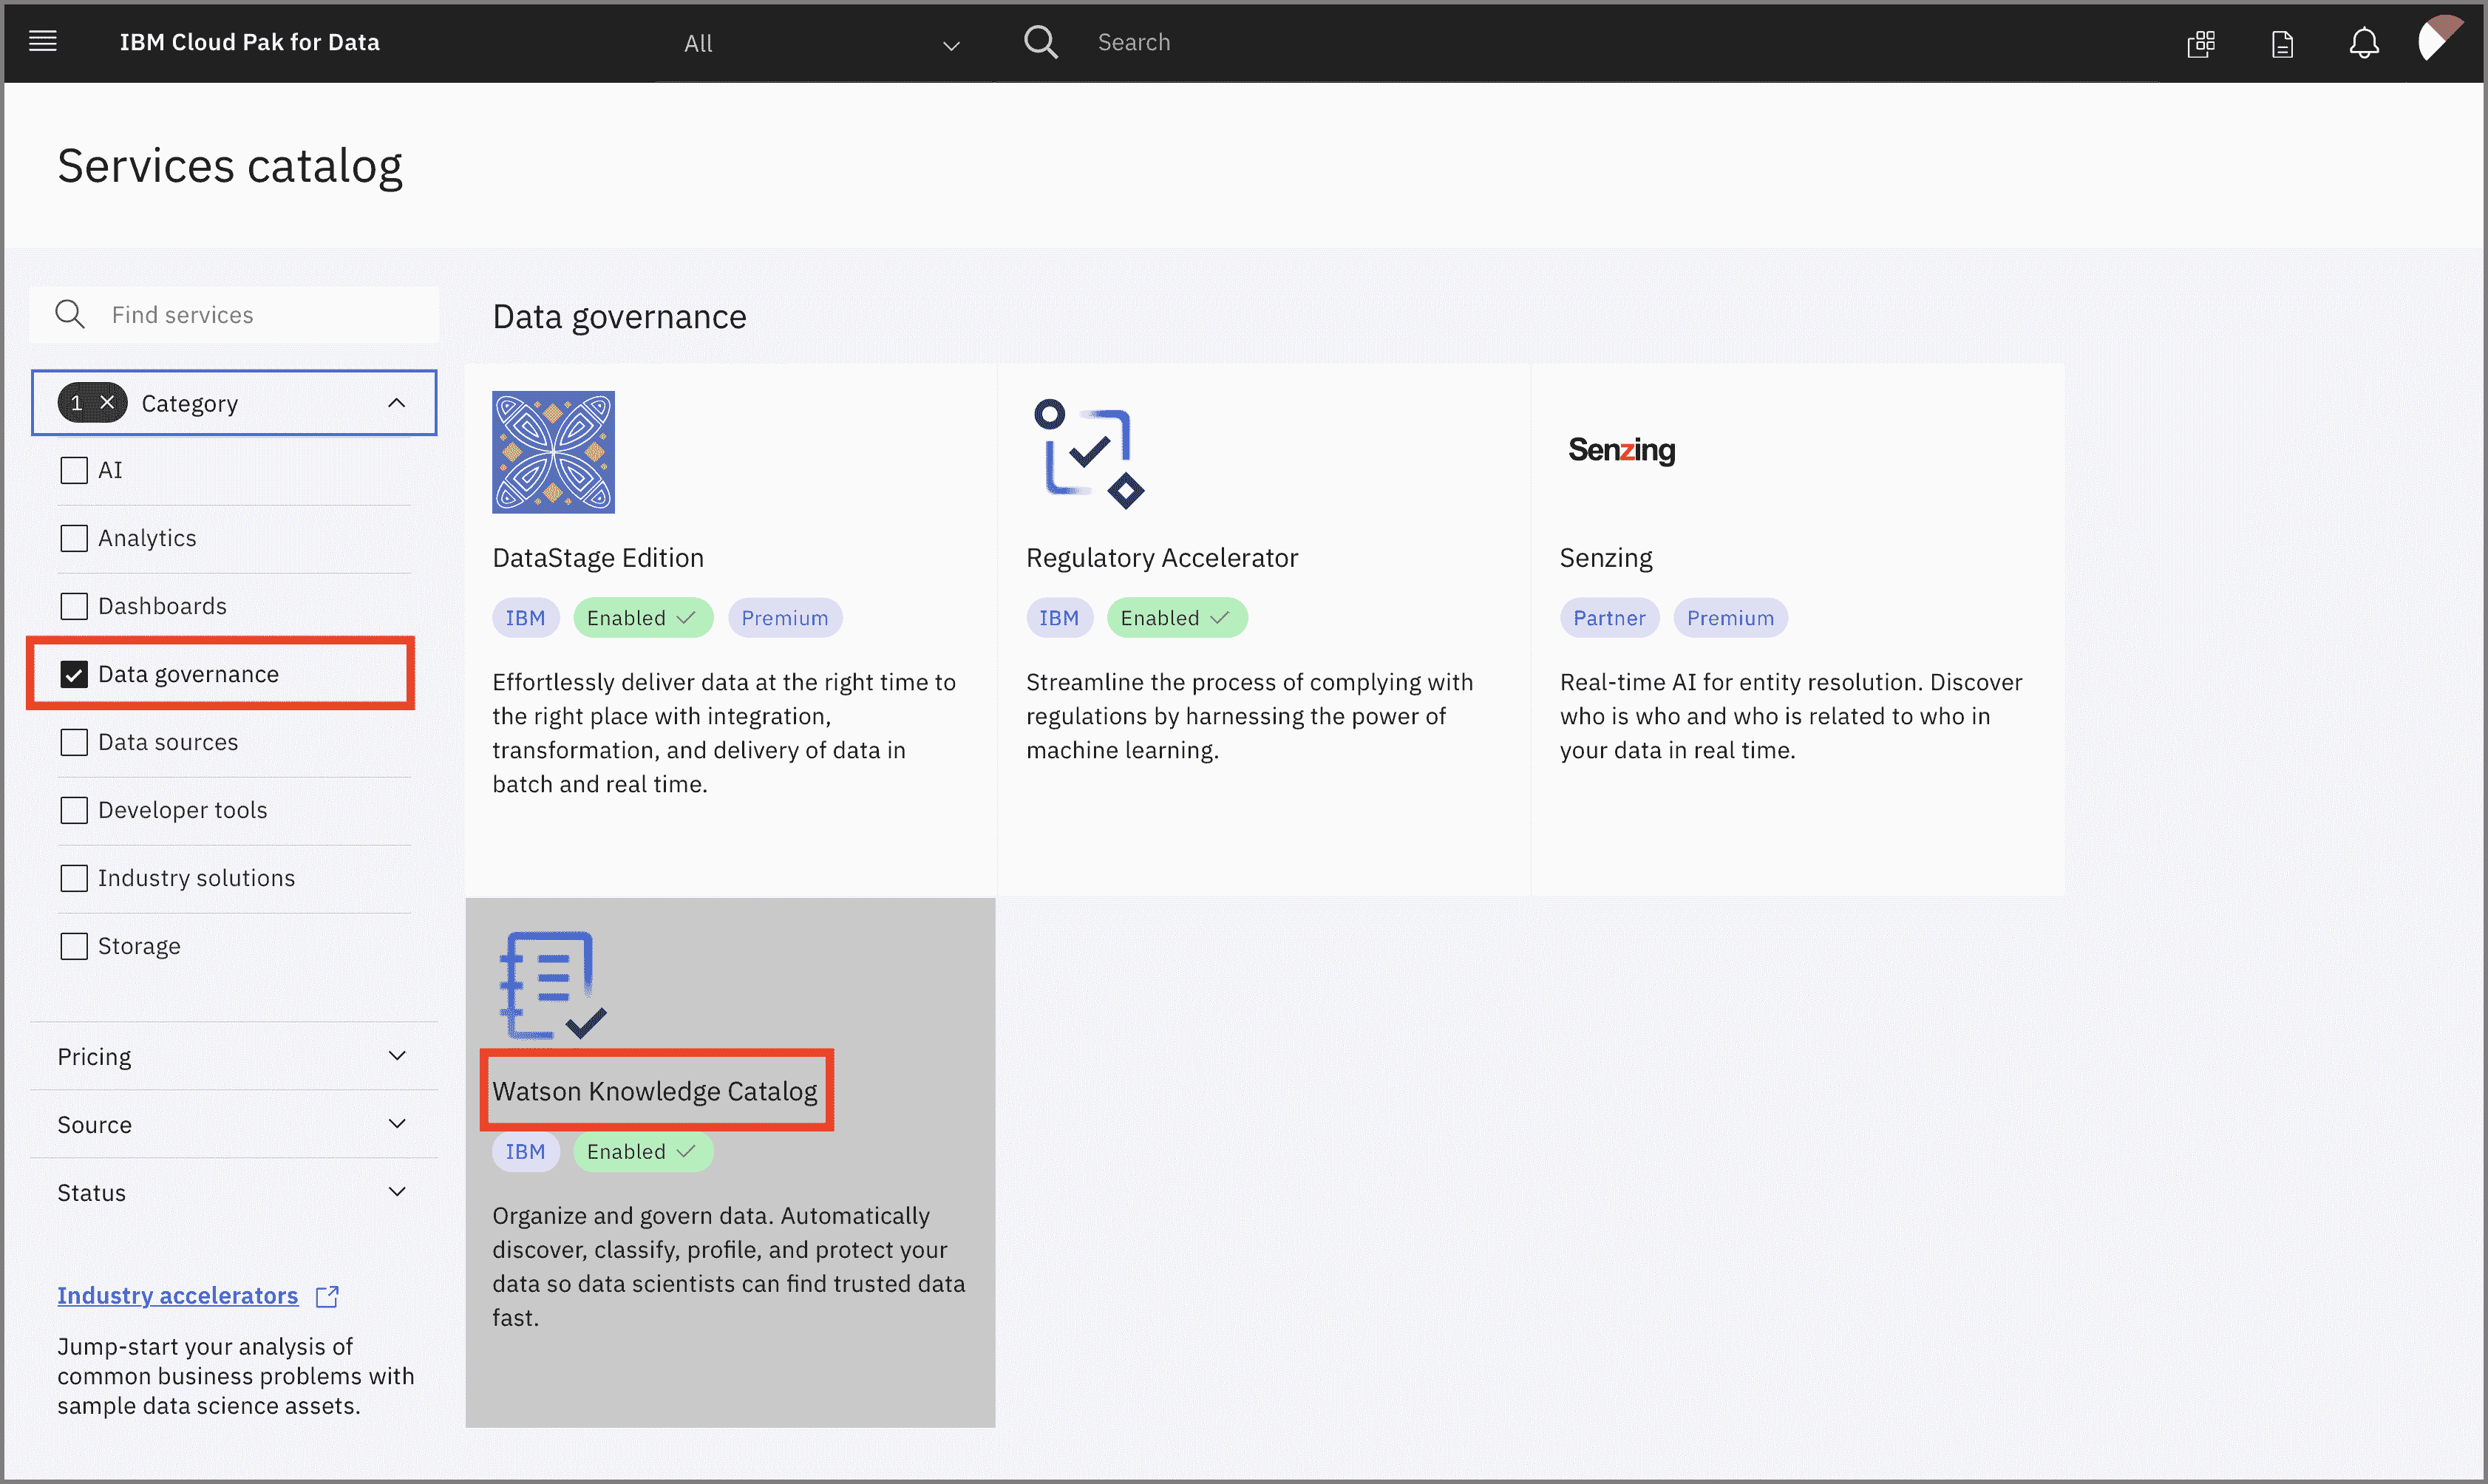 IBM Cloud Pak for Data
All
Search
Services catalog
Find services
1 × Category
AI
Analytics
Dashboards
Data governance
Data sources
Developer tools
Industry solutions
Storage
Pricing
Source
Status
Industry accelerators
Jump-start your analysis of
common business problems with
sample data science assets.
Data governance
DataStage Edition
IBM Enabled Premium
Effortlessly deliver data at the right time to
the right place with integration,
transformation, and delivery of data in
batch and real time.
Regulatory Accelerator
IBM Enabled
Streamline the process of complying with
regulations by harnessing the power of
machine learning.
Senzing
Senzing
Partner Premium
Real-time AI for entity resolution. Discover
who is who and who is related to who in
your data in real time.
Watson Knowledge Catalog
IBM Enabled
Organize and govern data. Automatically
discover, classify, profile, and protect your
data so data scientists can find trusted data
fast.